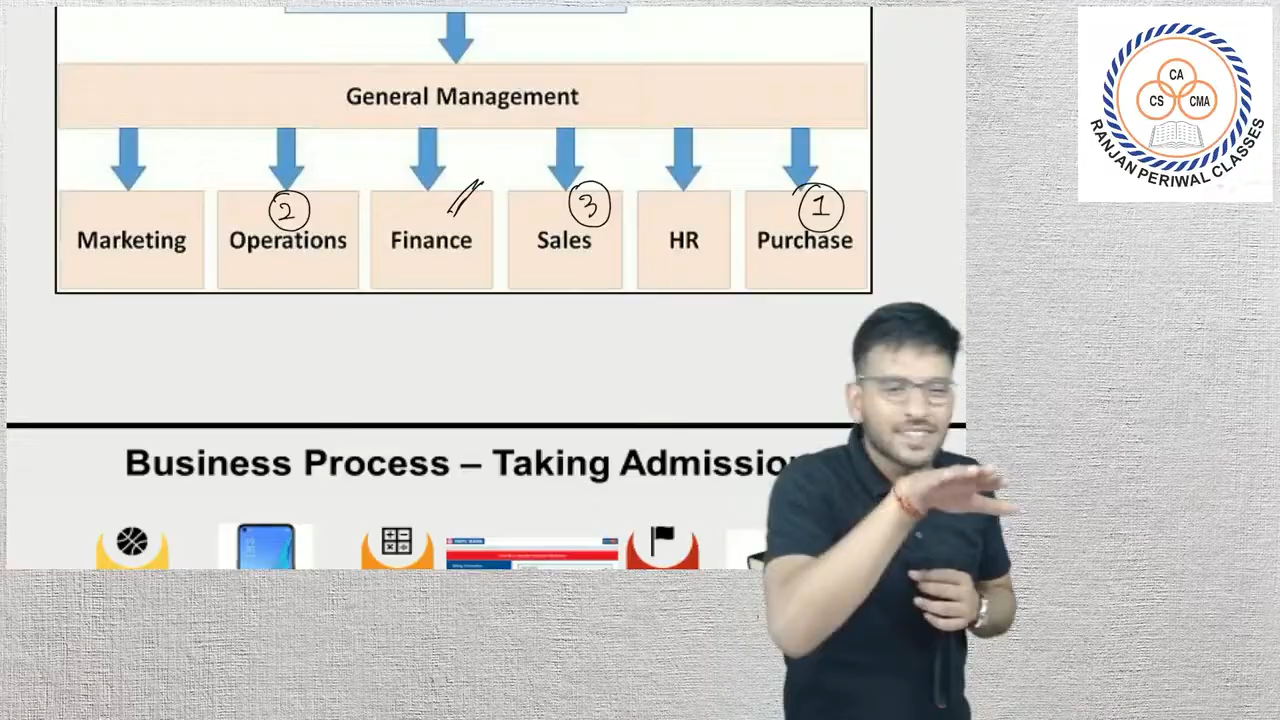 General Management
2
3
1
Marketing
Operations
Finance
Sales
HR
Purchase
Business Process – Taking Admissio
CA
CS
CMA
RANJAN PERIWAL CLASSES